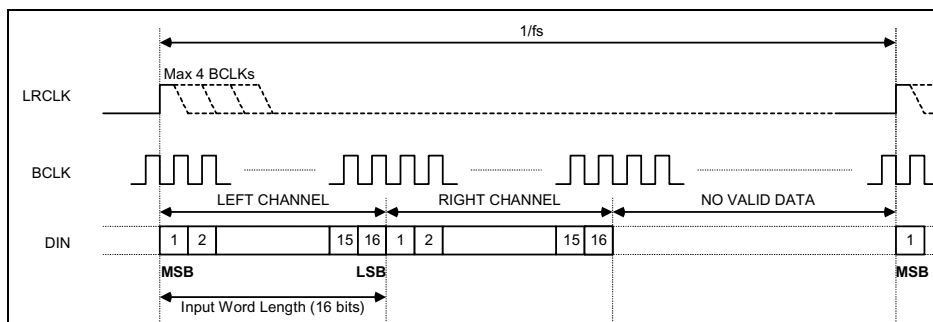 1/fs
Max 4 BCLKs
LRCLK
BCLK
LEFT CHANNEL RIGHT CHANNEL NO VALID DATA
DIN 1 2 15 16 1 2 15 16 1
MSB LSB MSB
Input Word Length (16 bits)